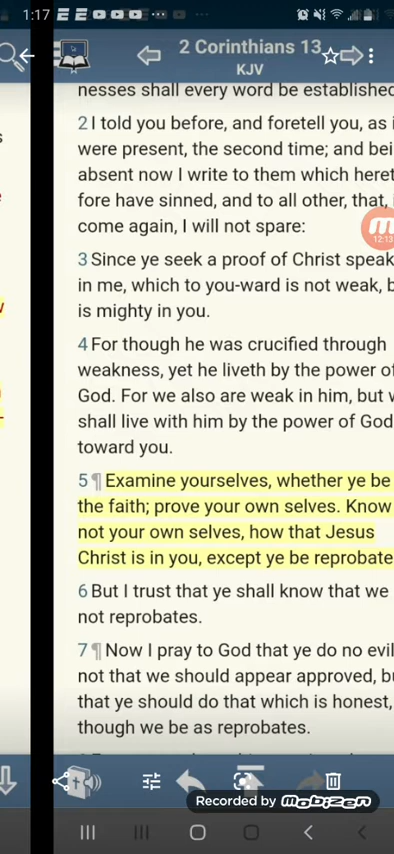 1:17
2 Corinthians 13
KJV
nesses shall every word be established
2 I told you before, and foretell you, as i
were present, the second time; and bei
absent now I write to them which heret
fore have sinned, and to all other, that, i
come again, I will not spare:
12:13
3 Since ye seek a proof of Christ speak
in me, which to you-ward is not weak, b
is mighty in you.
4 For though he was crucified through
weakness, yet he liveth by the power of
God. For we also are weak in him, but w
shall live with him by the power of God
toward you.
5 ¶ Examine yourselves, whether ye be
the faith; prove your own selves. Know
not your own selves, how that Jesus
Christ is in you, except ye be reprobate
6 But I trust that ye shall know that we
not reprobates.
7 ¶ Now I pray to God that ye do no evil
not that we should appear approved, bu
that ye should do that which is honest,
though we be as reprobates.
Recorded by mobizen